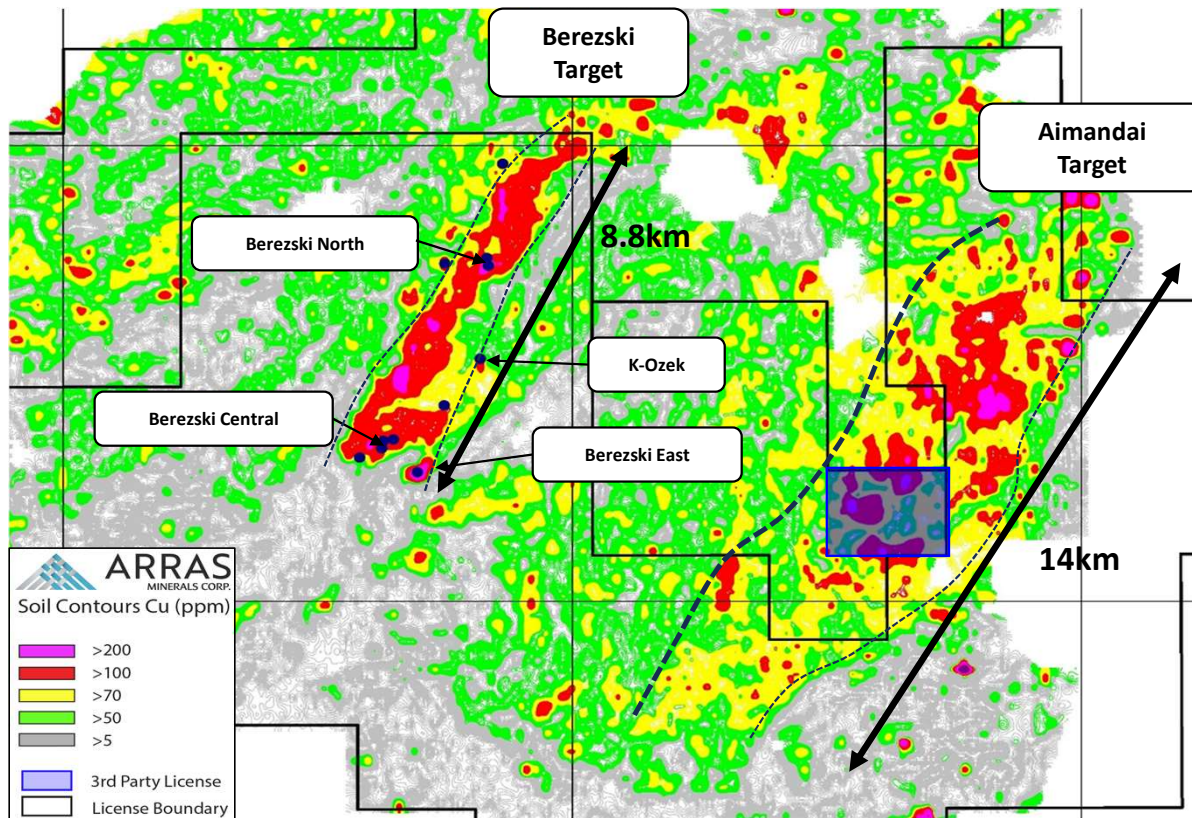 Berezski
Target
Aimandai
Target
Berezski North
8.8km
K-Ozek
Berezski Central
Berezski East
14km
ARRAS
MINERALS CORP.
Soil Contours Cu (ppm)
>200
>100
>70
>50
>5
3rd Party License
License Boundary